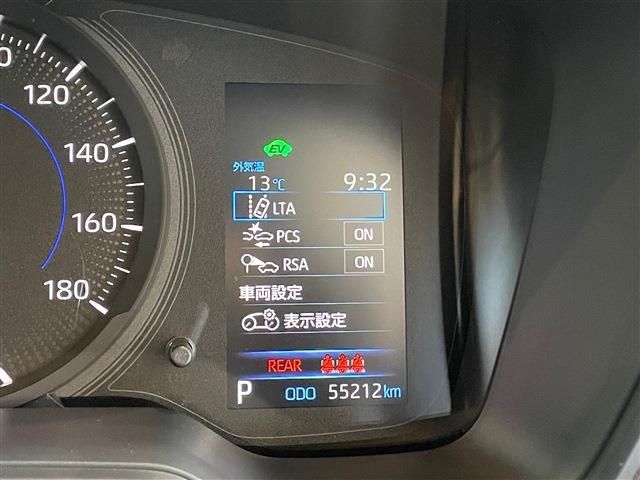 120
140
160
180
EV
外気温
13℃ 9:32
LTA
PCS ON
RSA ON
車両設定
表示設定
REAR
P ODO 55212km